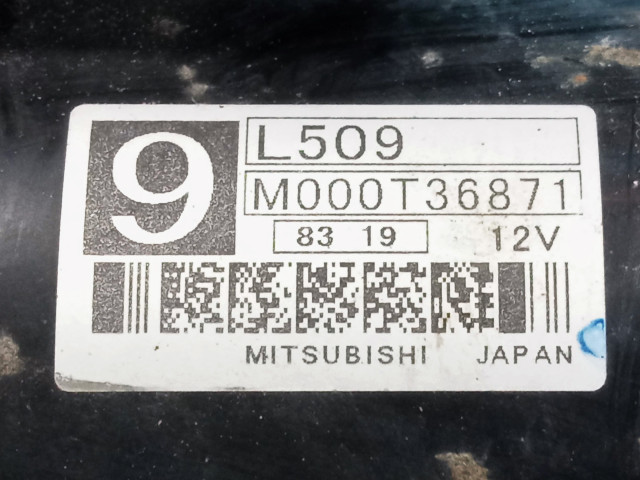 9
L509
M000T36871
83 19
12V
MITSUBISHI JAPAN